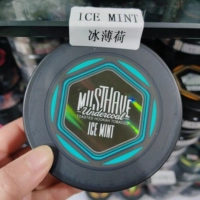 ICE MINT
冰薄荷
MUSTHAVE
Undercoal
ICE MINT